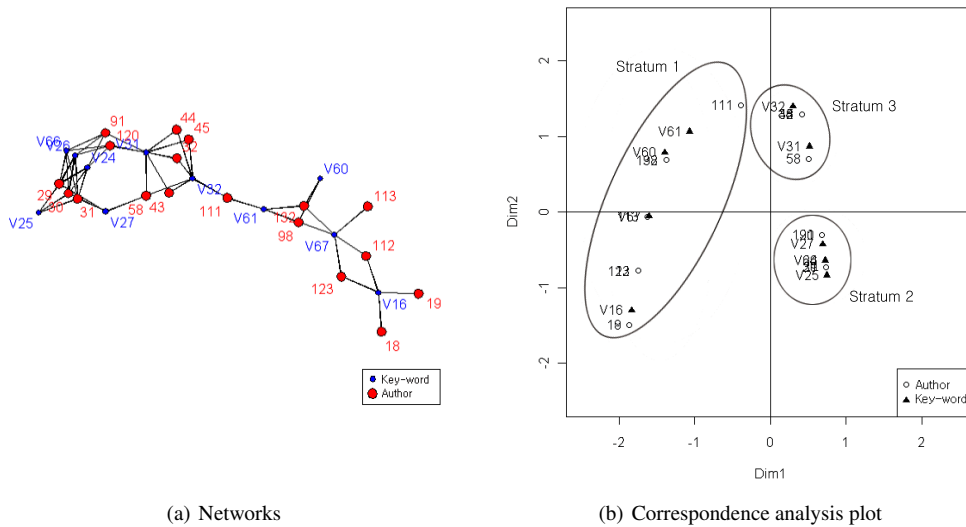 91
44
120
45
V66
V26
V31
V24
32
V60
29
30
31
58
43
V32
V25
V27
111
V61
132
113
98
V67
112
123
V16
19
18
Key-word
Author
(a) Networks
Stratum 1
111
V32
Stratum 3
V61
V31
V60
58
V27
V25
Stratum 2
V16
Author
Key-word
2
1
0
-1
-2
Dim2
-2
-1
0
1
2
Dim1
(b) Correspondence analysis plot